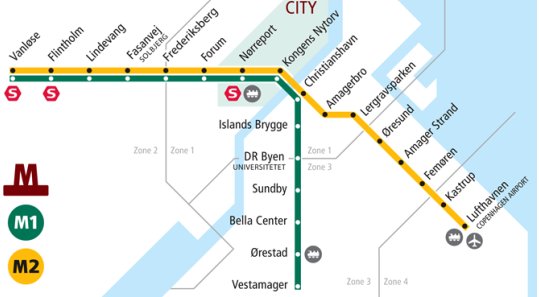 CITY
Vanløse
Flintholm
Lindevang
Fasanvej
SOLBJERG
Frederiksberg
Forum
Nørreport
Kongens Nytorv
Christianshavn
Amagerbro
Lergravsparken
Øresund
Amager Strand
Femøren
Kastrup
Lufthavnen
COPENHAGEN AIRPORT
S
S
S
Islands Brygge
DR Byen
UNIVERSITETET
Sundby
Bella Center
Ørestad
Vestamager
Zone 2
Zone 1
Zone 1
Zone 3
Zone 3
Zone 4
M
M1
M2